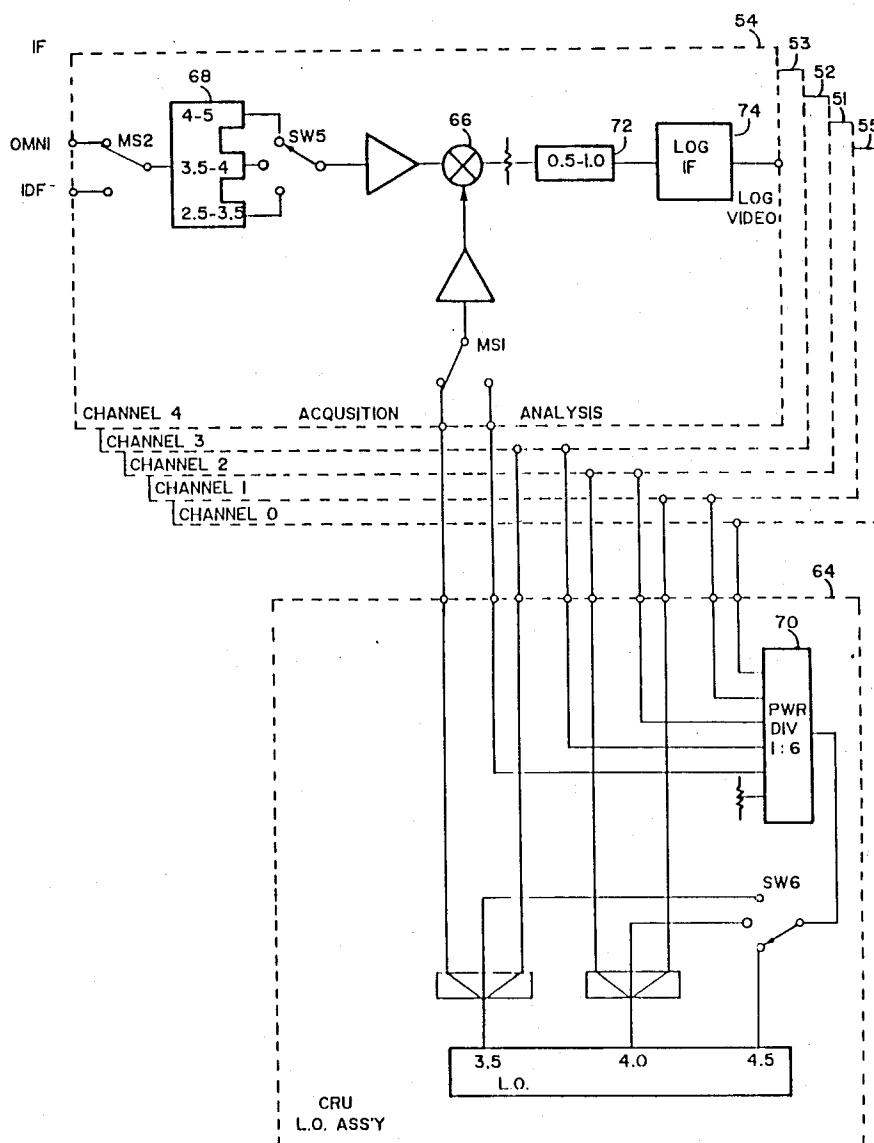 IF
54
53
52
51
55
68
4-5
3.5-4
2.5-3.5
OMNI
MS2
IDF
SW5
66
72
0.5-1.0
74
LOG
IF
LOG
VIDEO
MS1
CHANNEL 4
ACQUSITION
ANALYSIS
CHANNEL 3
CHANNEL 2
CHANNEL 1
CHANNEL 0
64
70
PWR
DIV
1:6
SW6
3.5
4.0
4.5
L.O.
CRU
L.O. ASS'Y